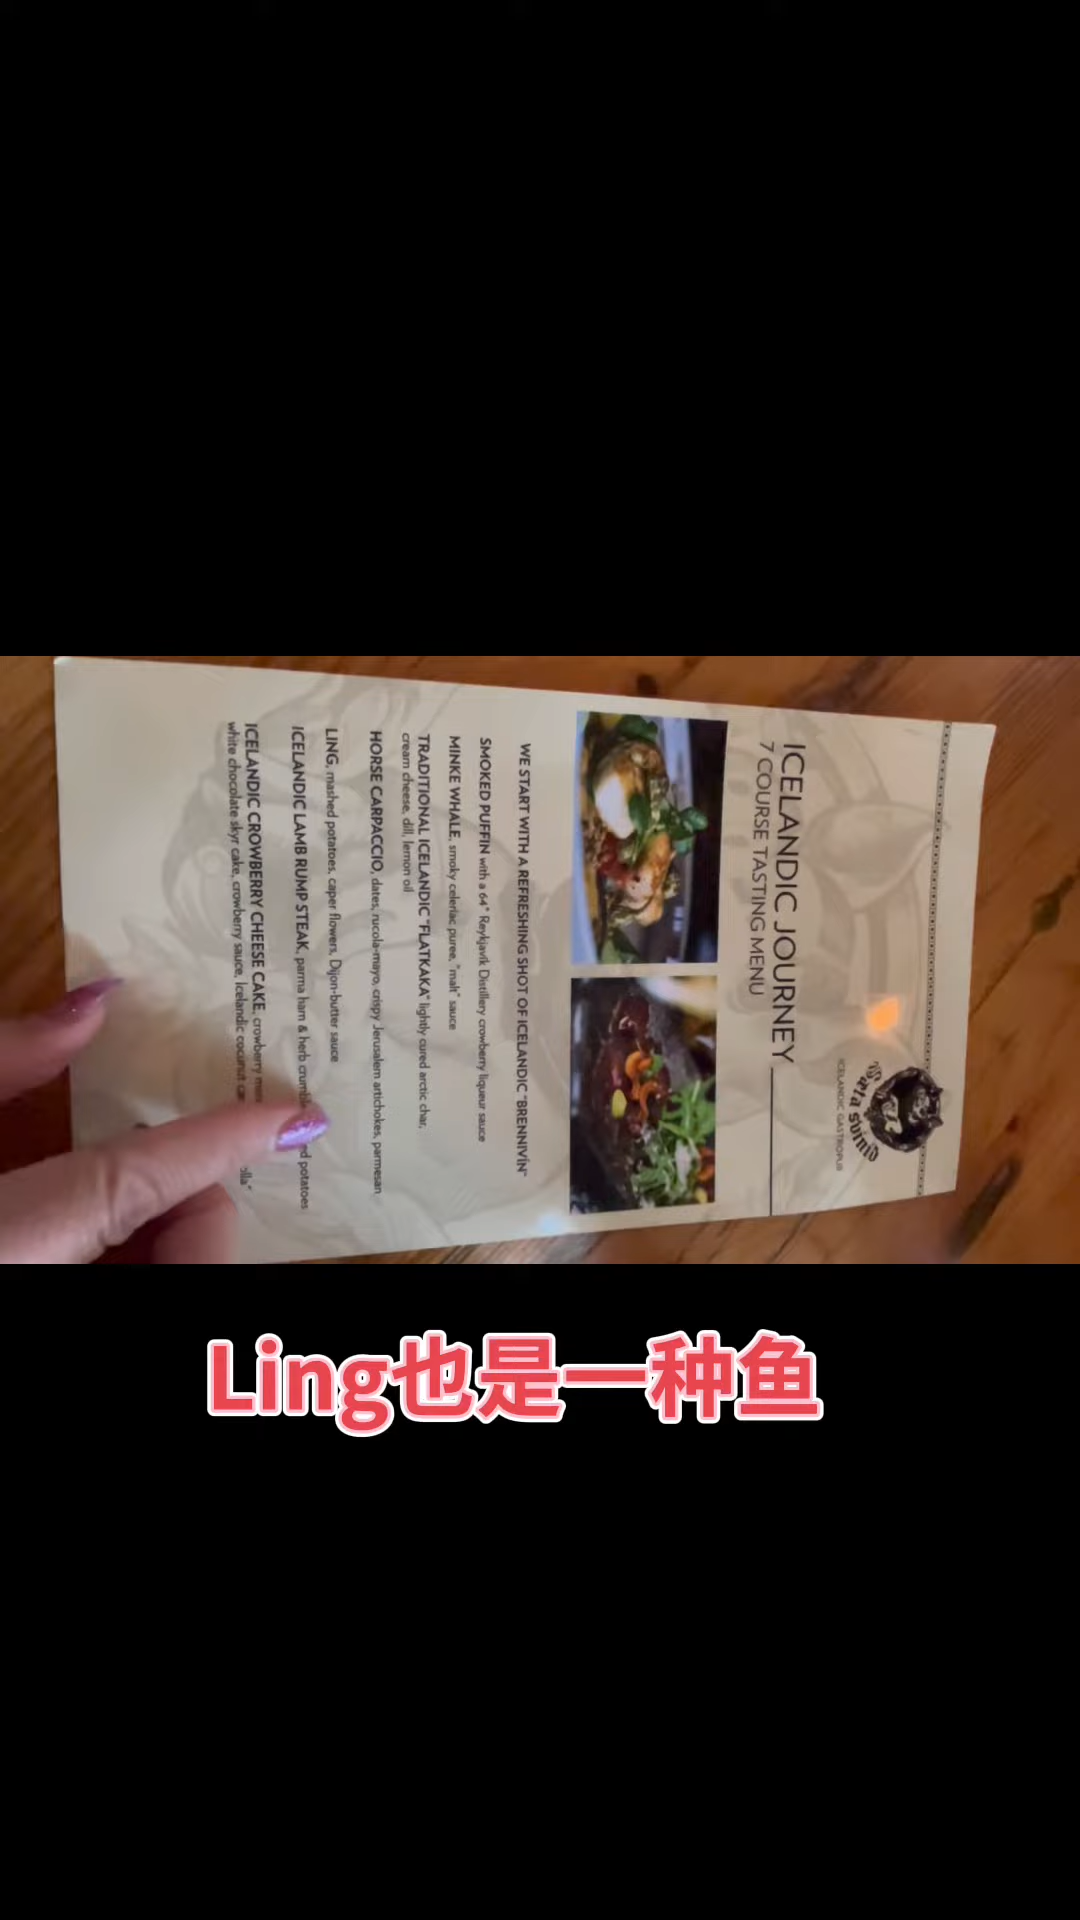 ICELANDIC GASTROPUB
ICELANDIC JOURNEY
7 COURSE TASTING MENU
WE START WITH A REFRESHING SHOT OF ICELANDIC "BRENNIVÍN"
SMOKED PUFFIN with a 64° Reykjavik Distillery crowberry liqueur sauce
MINKE WHALE, smoky celeriac puree, "malt" sauce
TRADITIONAL ICELANDIC "FLATKAKA" lightly cured arctic char,
cream cheese, dill, lemon oil
HORSE CARPACCIO, dates, rucola-mayo, crispy Jerusalem artichokes, parmesan
LING, mashed potatoes, caper flowers, Dijon-butter sauce
ICELANDIC LAMB RUMP STEAK, parma ham & herb potatoes
ICELANDIC CROWBERRY CHEESE CAKE, crowberry
white chocolate skyr cake, crowberry sauce, Icelandic coconut
Ling也是一种鱼